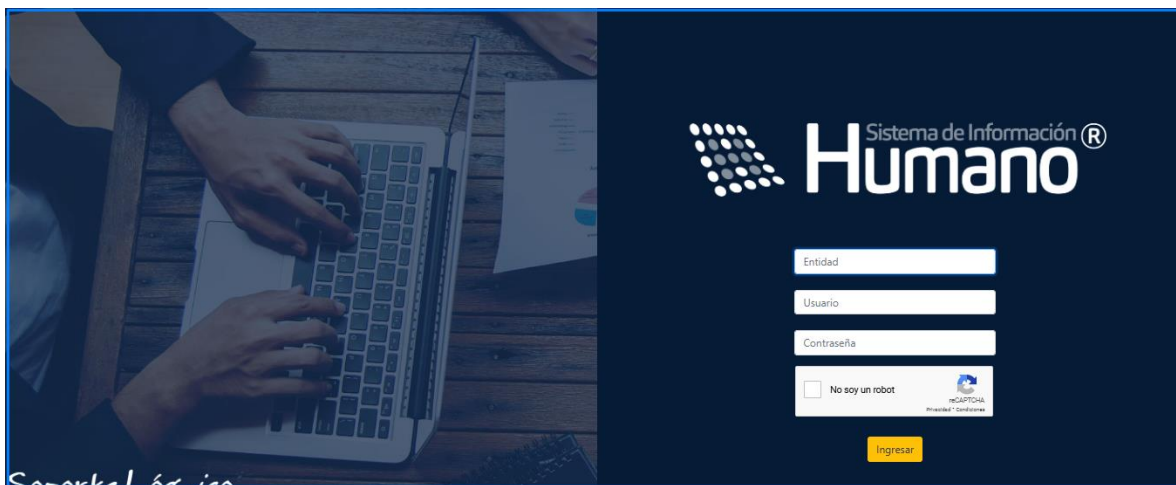 Sistema de Información ®
Humano
Entidad
Usuario
Contraseña
No soy un robot
reCAPTCHA
Privacidad * Condiciones
Ingresar